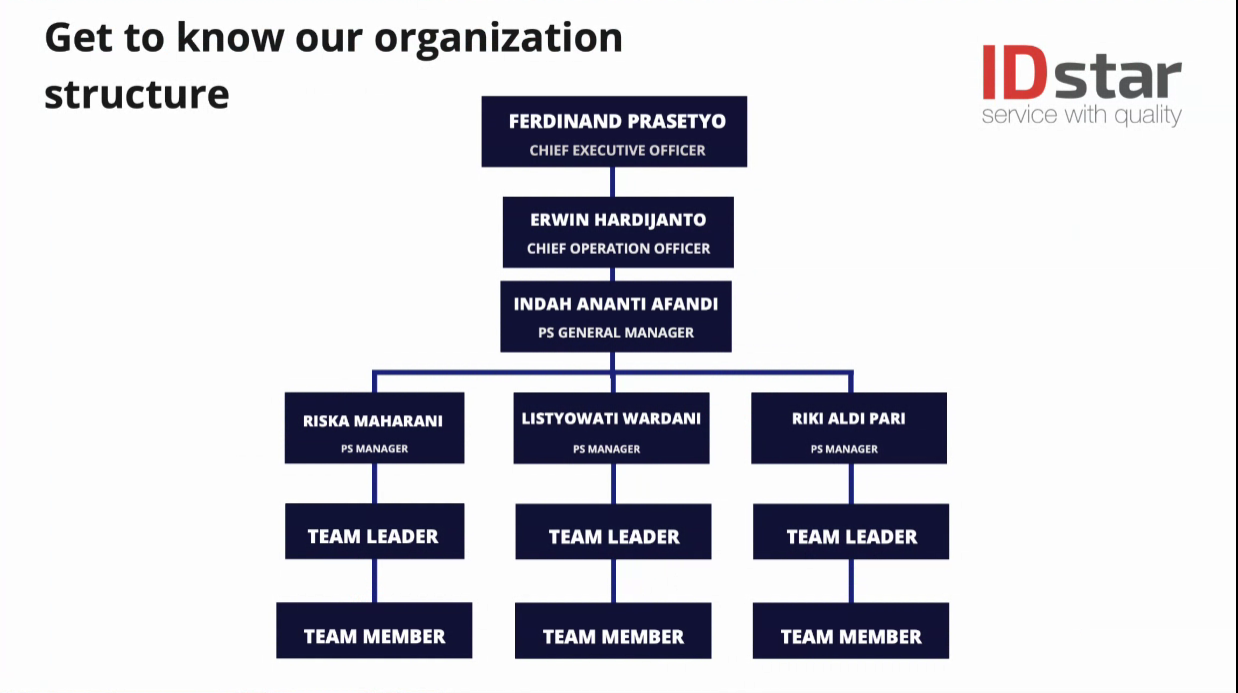 Get to know our organization
structure
IDstar
service with quality
FERDINAND PRASETYO
CHIEF EXECUTIVE OFFICER
ERWIN HARDIJANTO
CHIEF OPERATION OFFICER
INDAH ANANTI AFANDI
PS GENERAL MANAGER
RISKA MAHARANI
PS MANAGER
LISTYOWATI WARDANI
PS MANAGER
RIKI ALDI PARI
PS MANAGER
TEAM LEADER
TEAM LEADER
TEAM LEADER
TEAM MEMBER
TEAM MEMBER
TEAM MEMBER